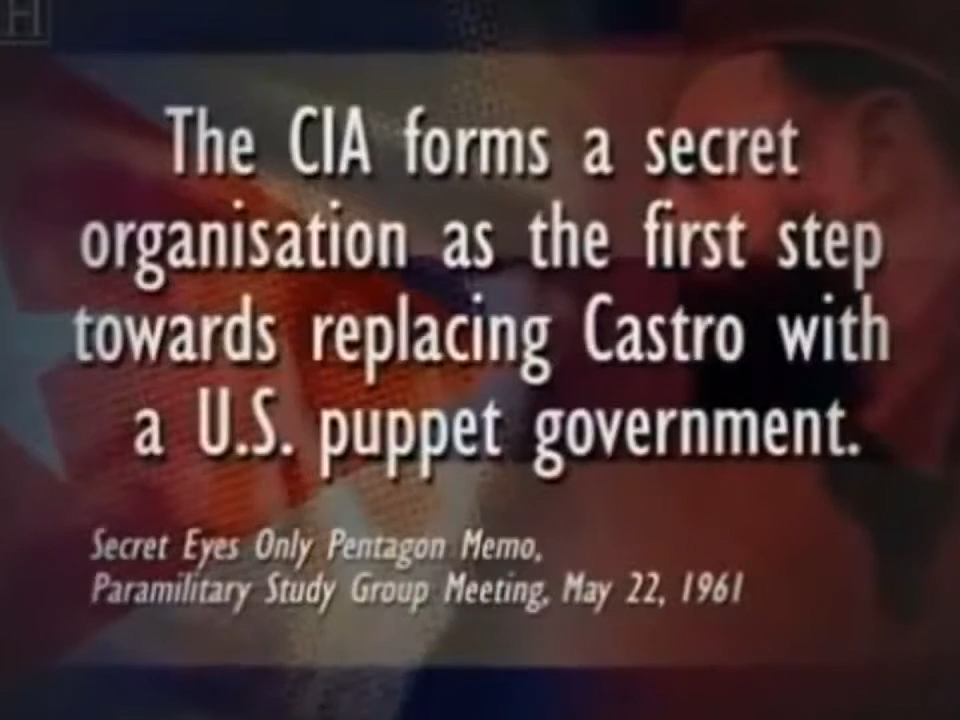 H
The CIA forms a secret
organisation as the first step
towards replacing Castro with
a U.S. puppet government.
Secret Eyes Only Pentagon Memo,
Paramilitary Study Group Meeting, May 22, 1961